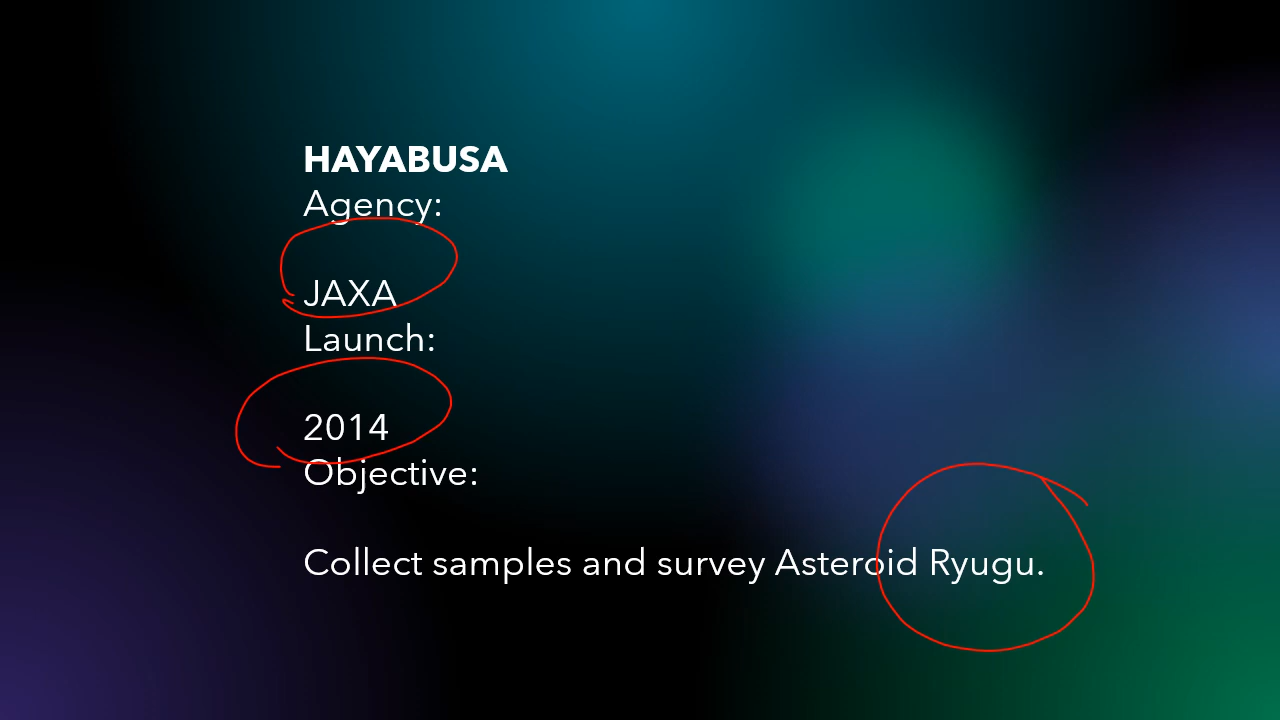 HAYABUSA
Agency:
JAXA
Launch:
2014
Objective:
Collect samples and survey Asteroid Ryugu.